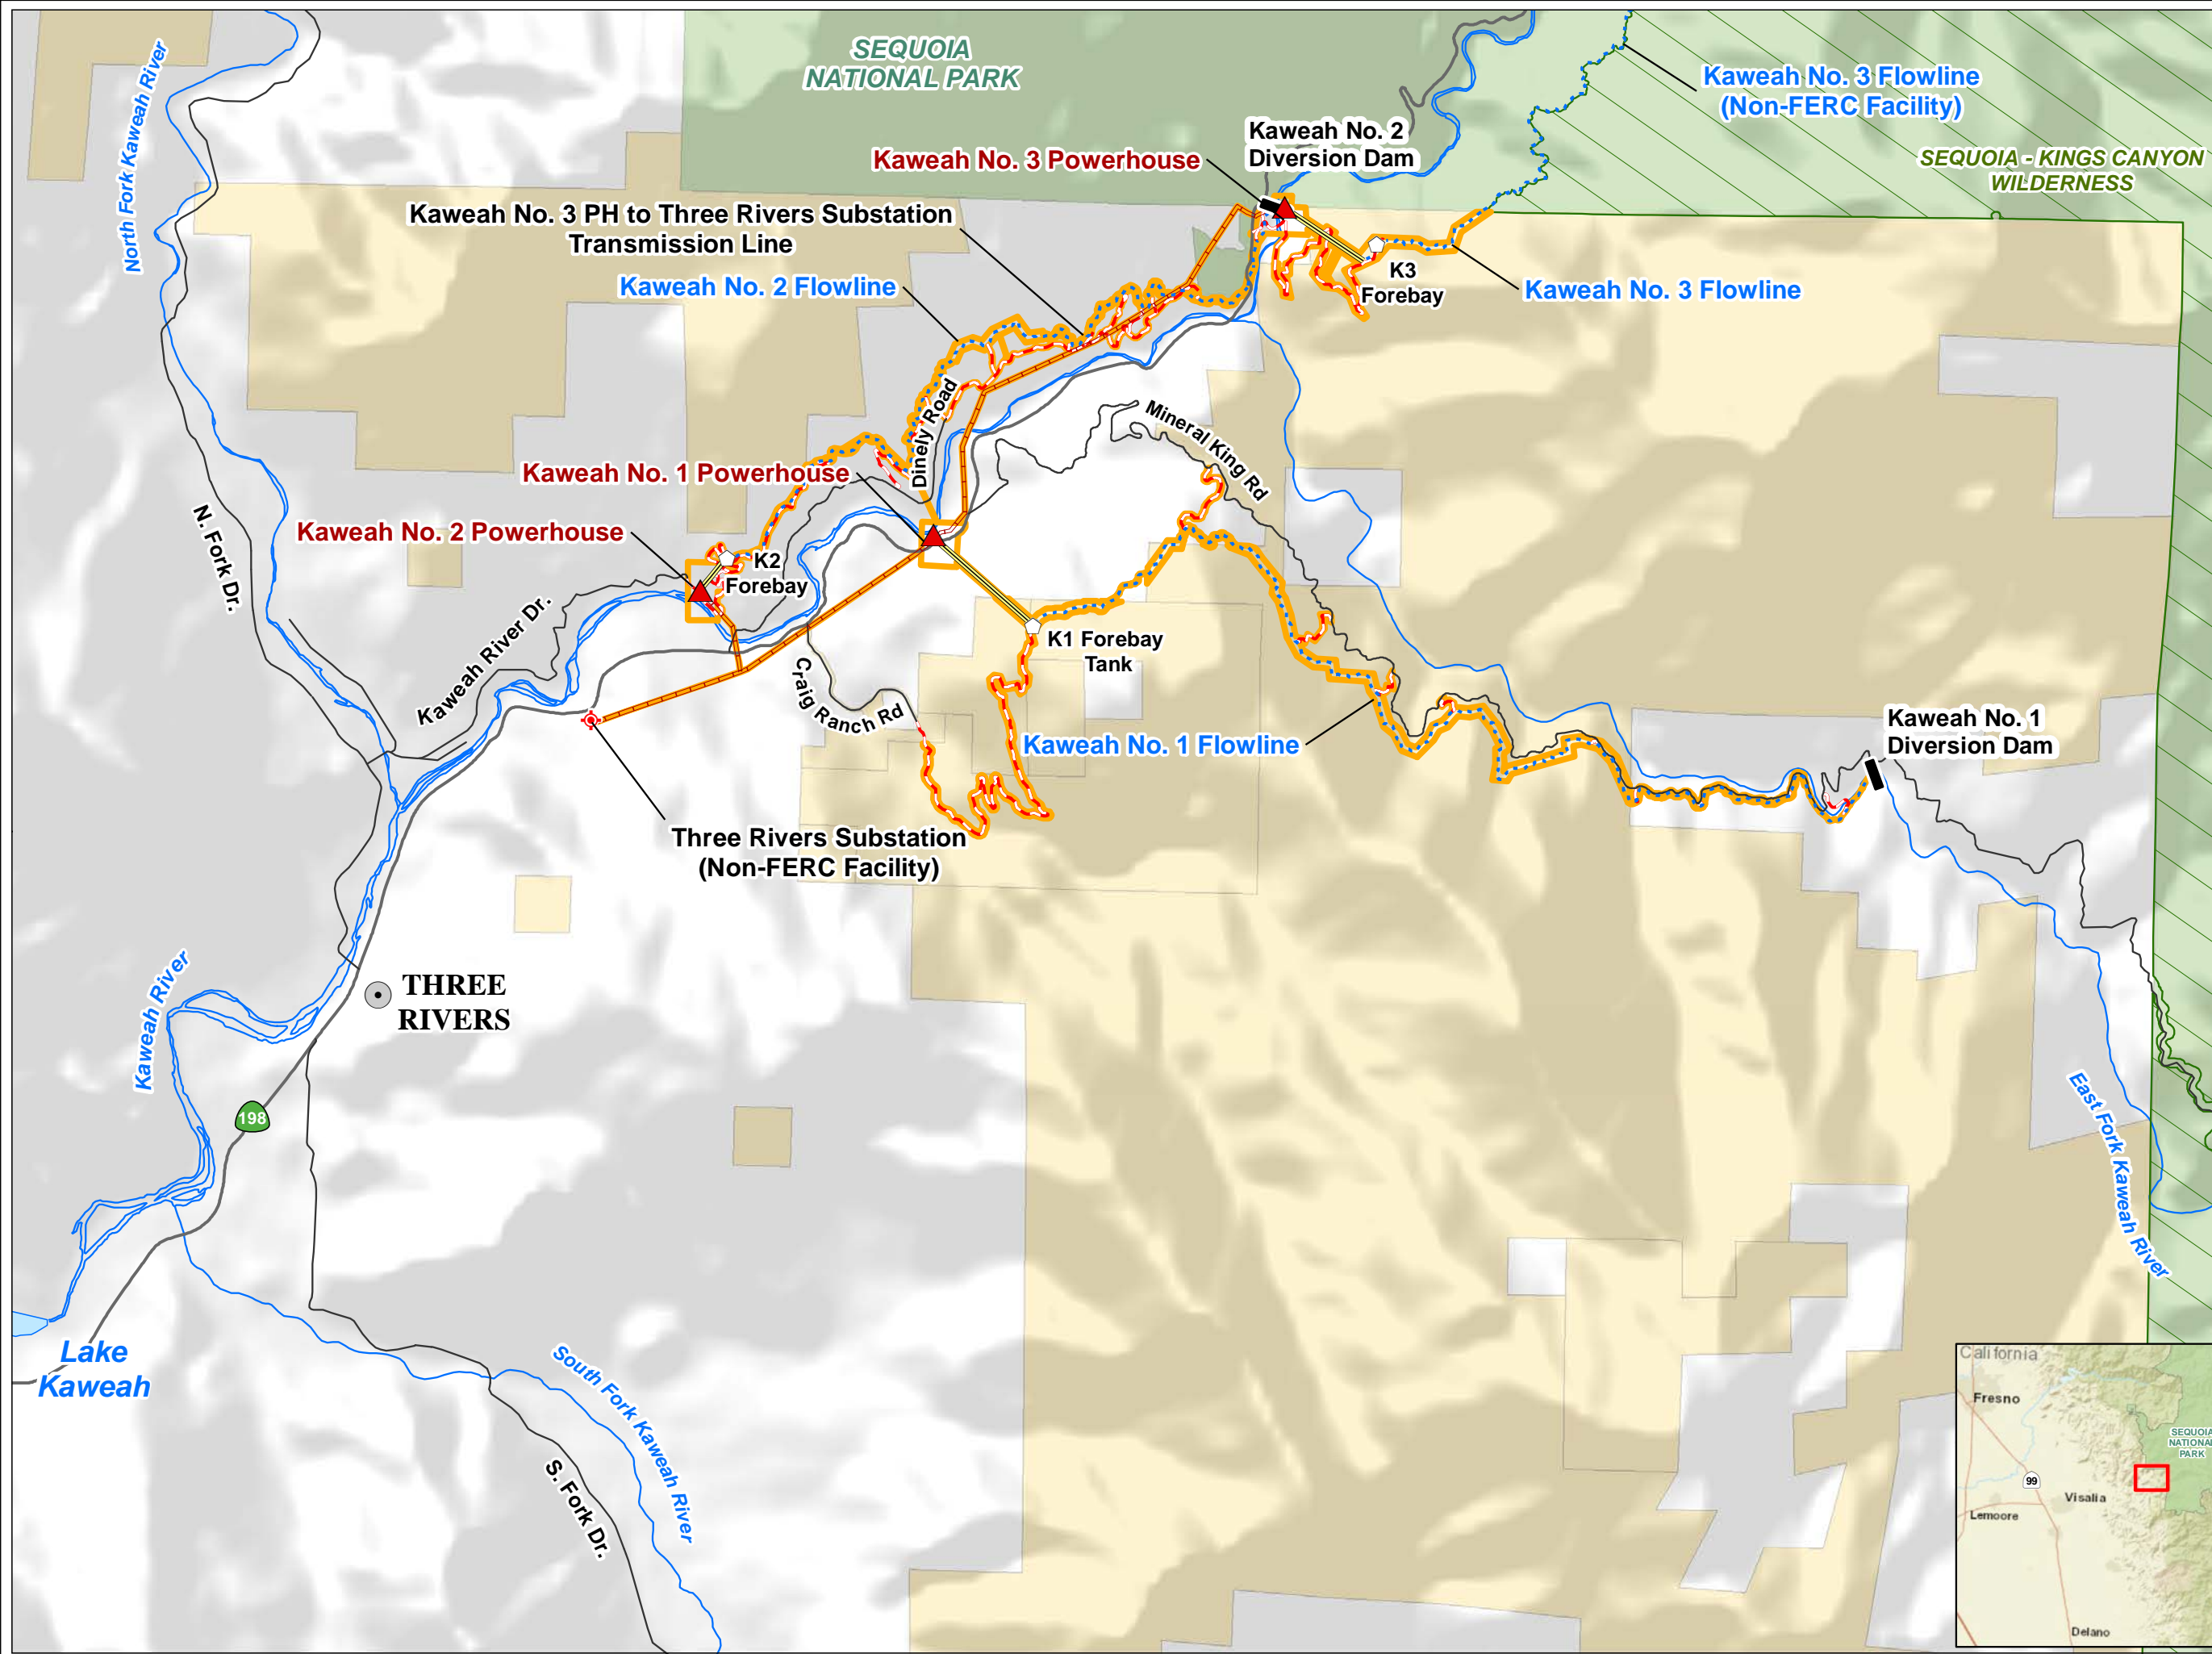 SEQUOIA
NATIONAL PARK
Kaweah No. 3 Flowline
(Non-FERC Facility)
SEQUOIA - KINGS CANYON
WILDERNESS
North Fork Kaweah River
Kaweah No. 2
Diversion Dam
Kaweah No. 3 Powerhouse
Kaweah No. 3 PH to Three Rivers Substation
Transmission Line
Kaweah No. 2 Flowline
K3
Forebay
Kaweah No. 3 Flowline
Dinely Road
Mineral King Rd
Kaweah No. 1 Powerhouse
Kaweah No. 2 Powerhouse
N. Fork Dr.
K2
Forebay
Kaweah River Dr.
K1 Forebay
Tank
Craig Ranch Rd
Kaweah No. 1 Flowline
Kaweah No. 1
Diversion Dam
Three Rivers Substation
(Non-FERC Facility)
THREE
RIVERS
Kaweah River
198
East Fork Kaweah River
Lake
Kaweah
South Fork Kaweah River
S. Fork Dr.
California
Fresno
SEQUOIA
NATIONAL
PARK
99
Visalia
Lemoore
Delano